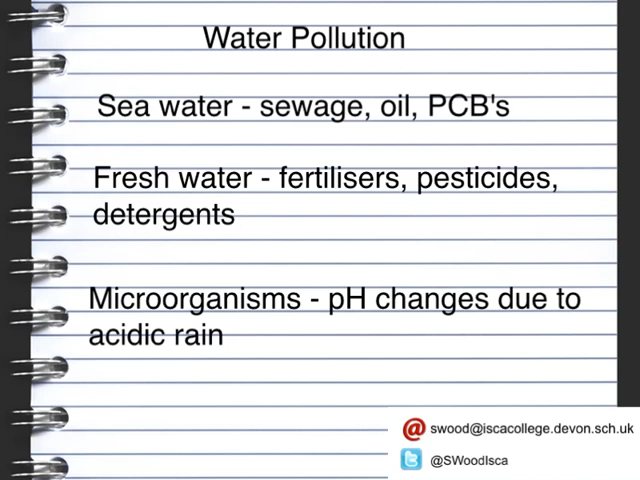 Water Pollution
Sea water - sewage, oil, PCB's
Fresh water - fertilisers, pesticides,
detergents
Microorganisms - pH changes due to
acidic rain
@ swood@iscacollege.devon.sch.uk
@SWoodIsca